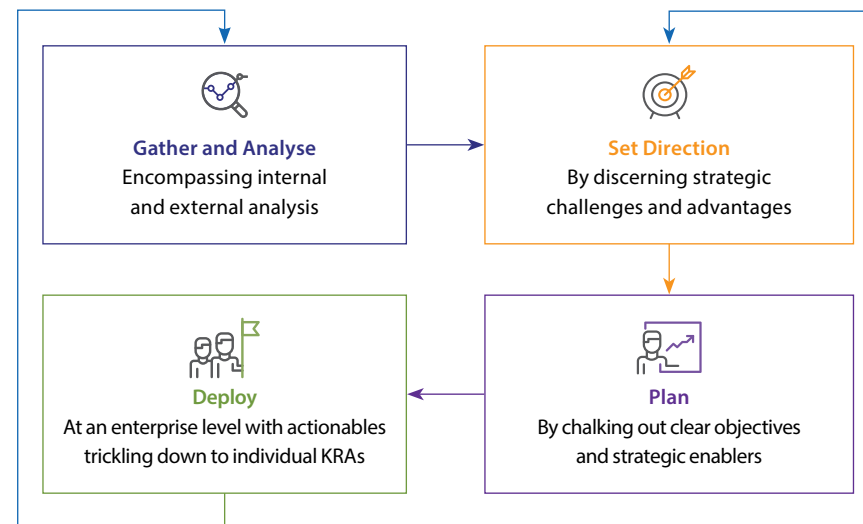 Gather and Analyse
Encompassing internal
and external analysis
Set Direction
By discerning strategic
challenges and advantages
Deploy
At an enterprise level with actionables
trickling down to individual KRAs
Plan
By chalking out clear objectives
and strategic enablers